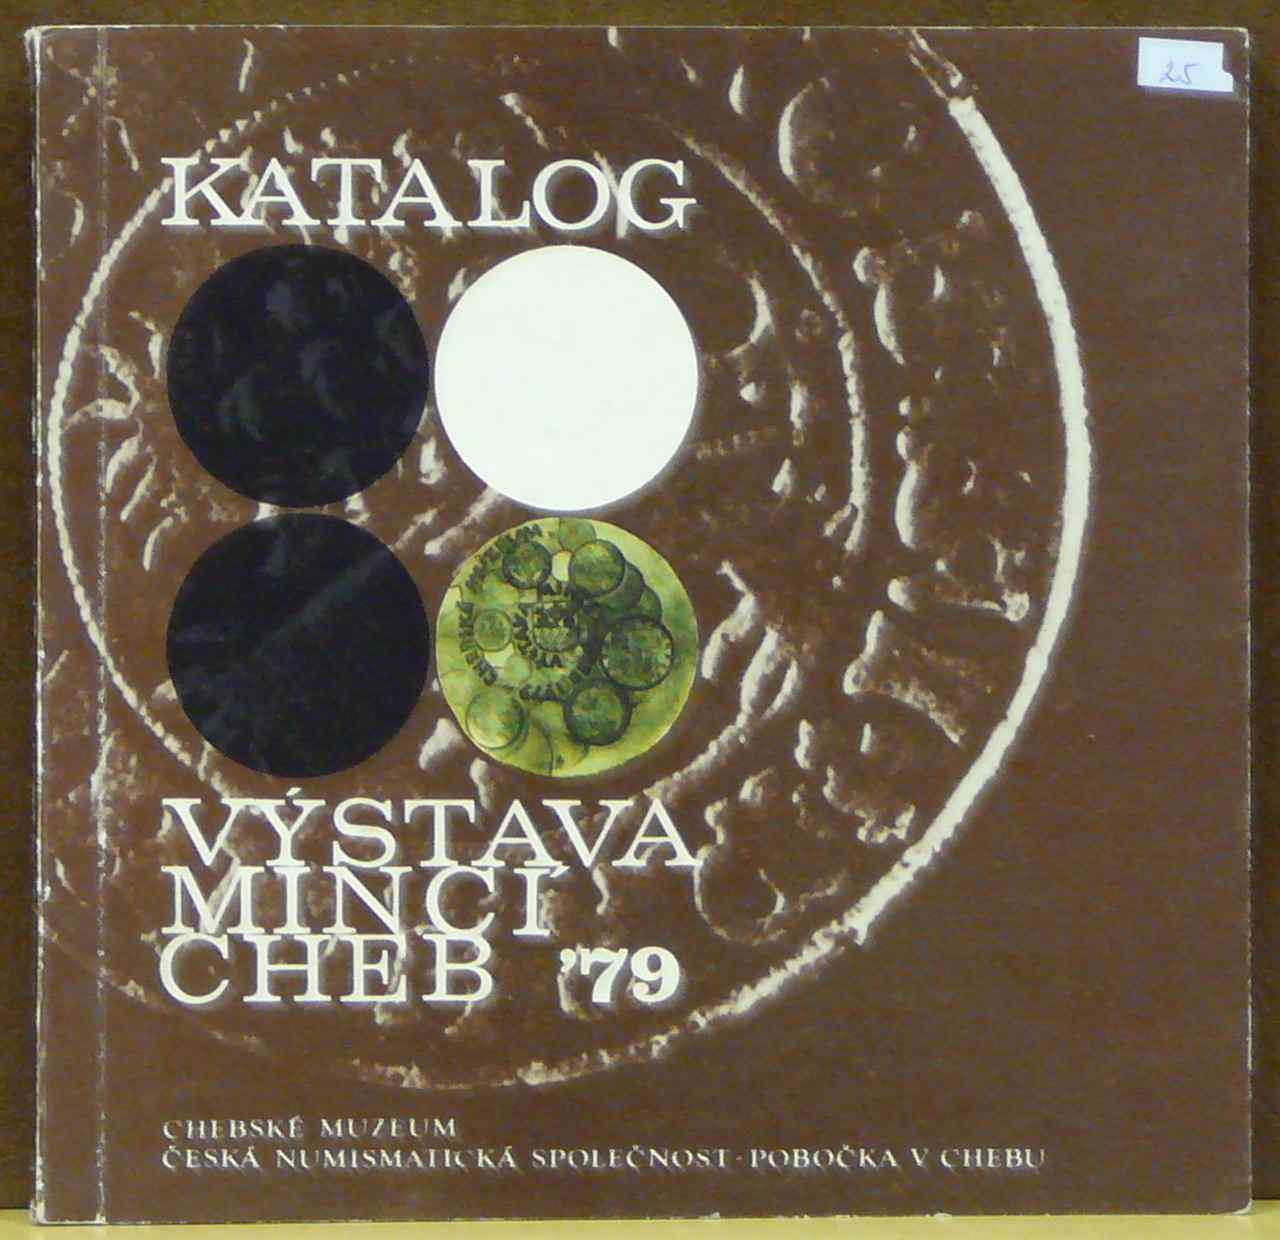 25
KATALOG
VÝSTAVA
MINCÍ
CHEB '79
CHEBSKÉ MUZEUM
ČESKÁ NUMISMATICKÁ SPOLEČNOST · POBOČKA V CHEBU